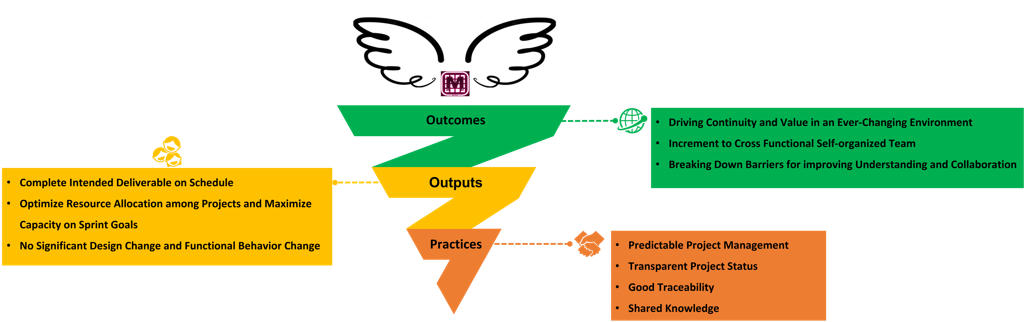 M
Outcomes
• Driving Continuity and Value in an Ever-Changing Environment
• Increment to Cross Functional Self-organized Team
• Breaking Down Barriers for improving Understanding and Collaboration
Outputs
• Complete Intended Deliverable on Schedule
• Optimize Resource Allocation among Projects and Maximize
Capacity on Sprint Goals
• No Significant Design Change and Functional Behavior Change
Practices
• Predictable Project Management
• Transparent Project Status
• Good Traceability
• Shared Knowledge